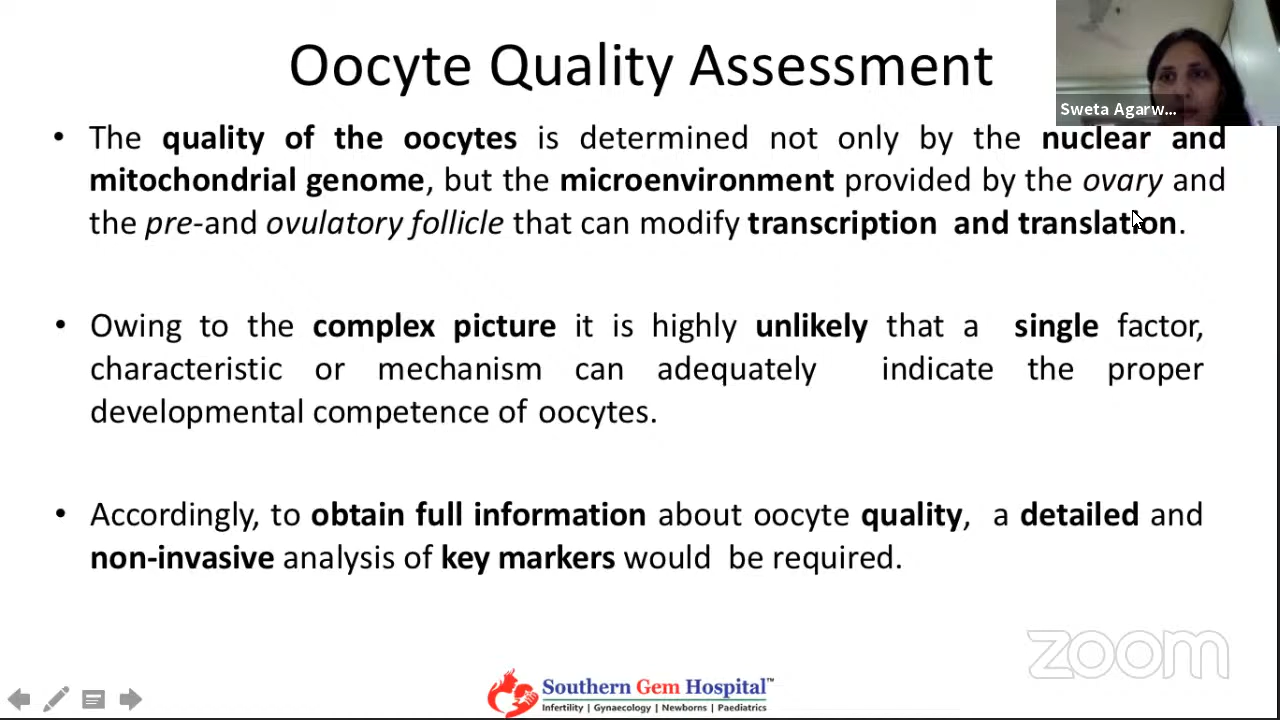 Oocyte Quality Assessment
Sweta Agarw...
• The quality of the oocytes is determined not only by the nuclear and
mitochondrial genome, but the microenvironment provided by the ovary and
the pre-and ovulatory follicle that can modify transcription and translation.
• Owing to the complex picture it is highly unlikely that a single factor,
characteristic or mechanism can adequately indicate the proper
developmental competence of oocytes.
• Accordingly, to obtain full information about oocyte quality, a detailed and
non-invasive analysis of key markers would be required.
zoom
Southern Gem Hospital™
Infertility | Gynaecology | Newborns | Paediatrics